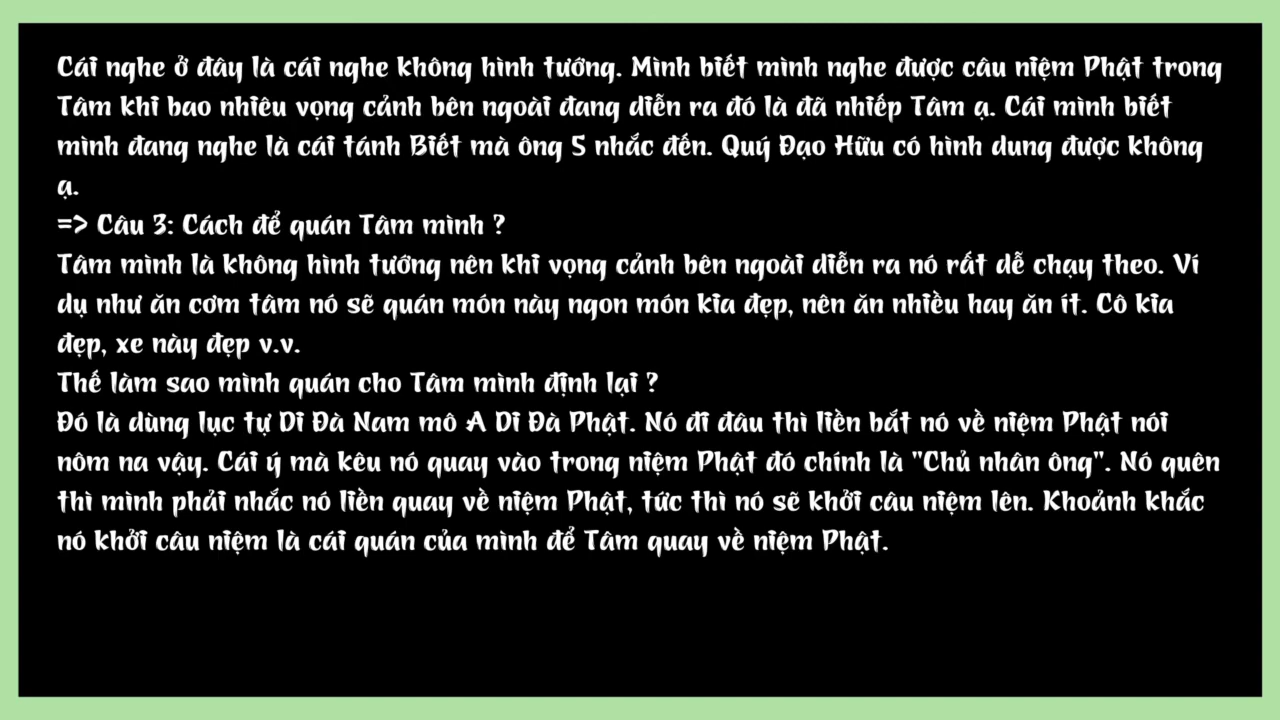 Cái nghe ở đây là cái nghe không hình tướng. Mình biết mình nghe được câu niệm Phật trong
Tâm khi bao nhiêu vọng cảnh bên ngoài đang diễn ra đó là đã nhiếp Tâm ạ. Cái mình biết
mình đang nghe là cái tánh Biết mà ông 5 nhắc đến. Quý Đạo Hữu có hình dung được không
ạ.
=> Câu 3: Cách để quán Tâm mình ?
Tâm mình là không hình tướng nên khi vọng cảnh bên ngoài diễn ra nó rất dễ chạy theo. Ví
dụ như ăn cơm tâm nó sẽ quán món này ngon món kia đẹp, nên ăn nhiều hay ăn ít. Cô kia
đẹp, xe này đẹp v.v.
Thế làm sao mình quán cho Tâm mình định lại ?
Đó là dùng lục tự Di Đà Nam mô A Di Đà Phật. Nó đi đâu thì liền bắt nó về niệm Phật nói
nôm na vậy. Cái ý mà kêu nó quay vào trong niệm Phật đó chính là "Chủ nhân ông". Nó quên
thì mình phải nhắc nó liền quay về niệm Phật, tức thì nó sẽ khởi câu niệm lên. Khoảnh khắc
nó khởi câu niệm là cái quán của mình để Tâm quay về niệm Phật.